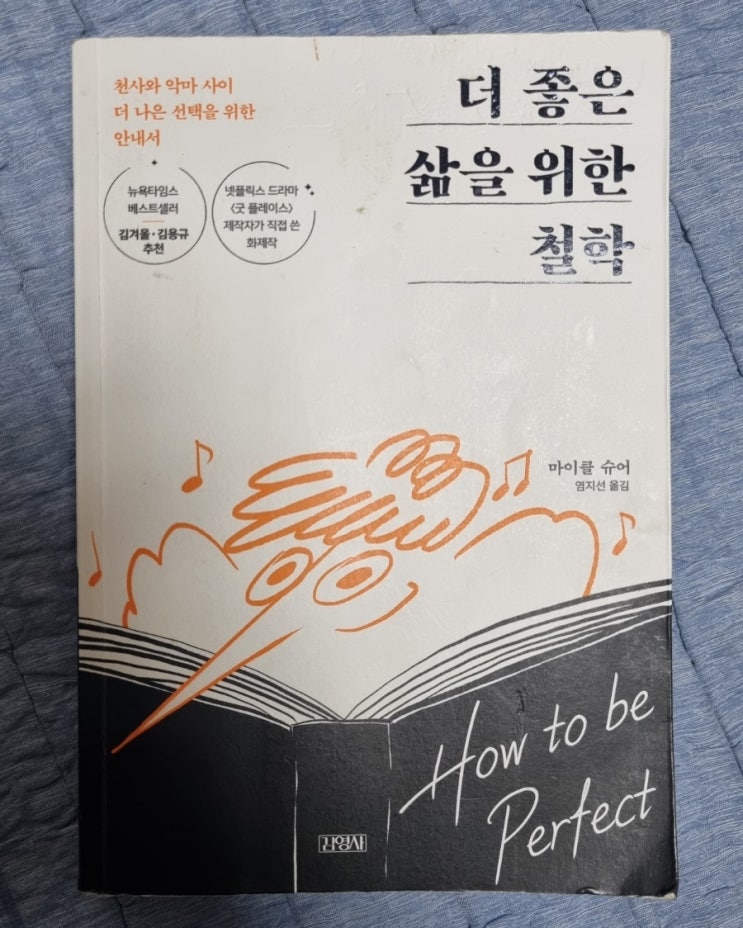 천사와 악마 사이
더 나은 선택을 위한
안내서
뉴욕타임스
베스트셀러
김겨울·김용규
추천
넷플릭스 드라마
〈굿 플레이스〉
제작자가 직접 쓴
화제작
더 좋은
삶을 위한
철학
마이클 슈어
염지선 옮김
How to be
Perfect
김영사